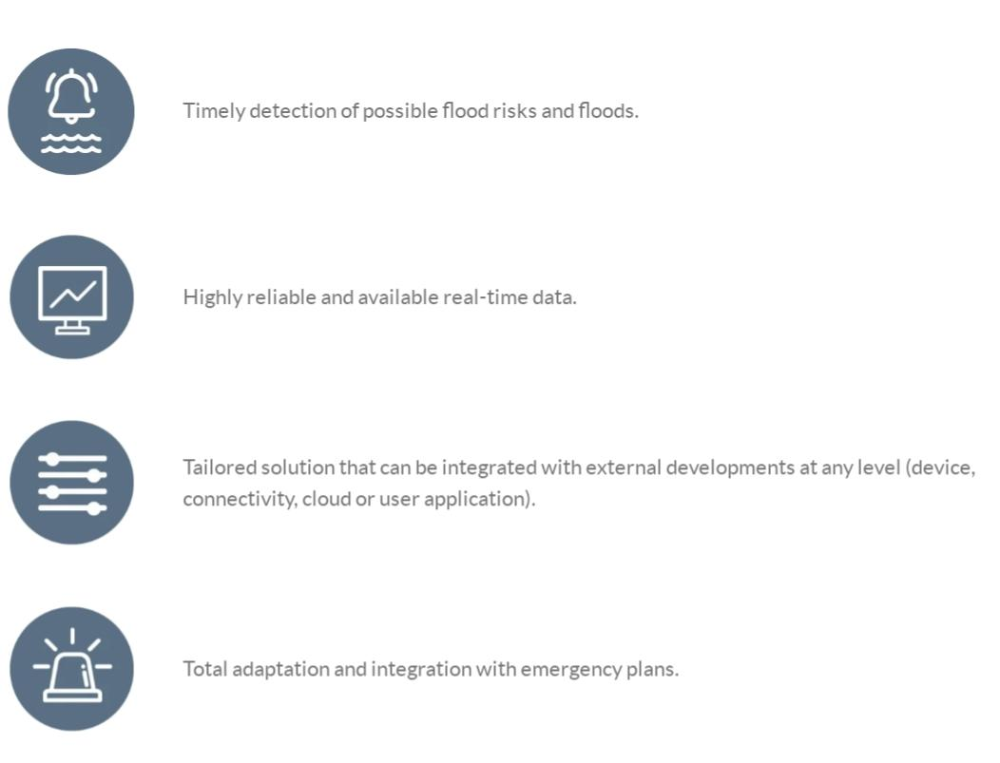 Timely detection of possible flood risks and floods.
Highly reliable and available real-time data.
Tailored solution that can be integrated with external developments at any level (device,
connectivity, cloud or user application).
Total adaptation and integration with emergency plans.